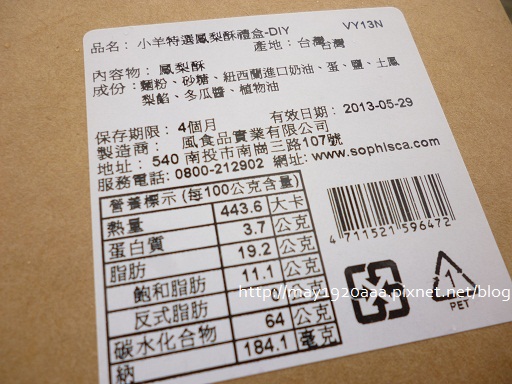 品名: 小羊特選鳳梨酥禮盒-DIY VY13N
產地: 台灣台灣
內容物: 鳳梨酥
成份: 麵粉、砂糖、紐西蘭進口奶油、蛋、鹽、土鳳
梨餡、冬瓜醬、植物油
有效日期: 2013-05-29
保存期限: 4個月
製造商: 風食品實業有限公司
地址: 540 南投市南崗三路107號
服務電話: 0800-212902 網址: www.sophisca.com
營養標示 (每100公克含量)
熱量 443.6 大卡
蛋白質 3.7 公克
脂肪 19.2 公克
飽和脂肪 11.1 公克
反式脂肪 0 公克
碳水化合物 64 公克
鈉 184.1 毫克
4 711521 596472
1
PET
http://may1920aaa.pixnet.net/blog